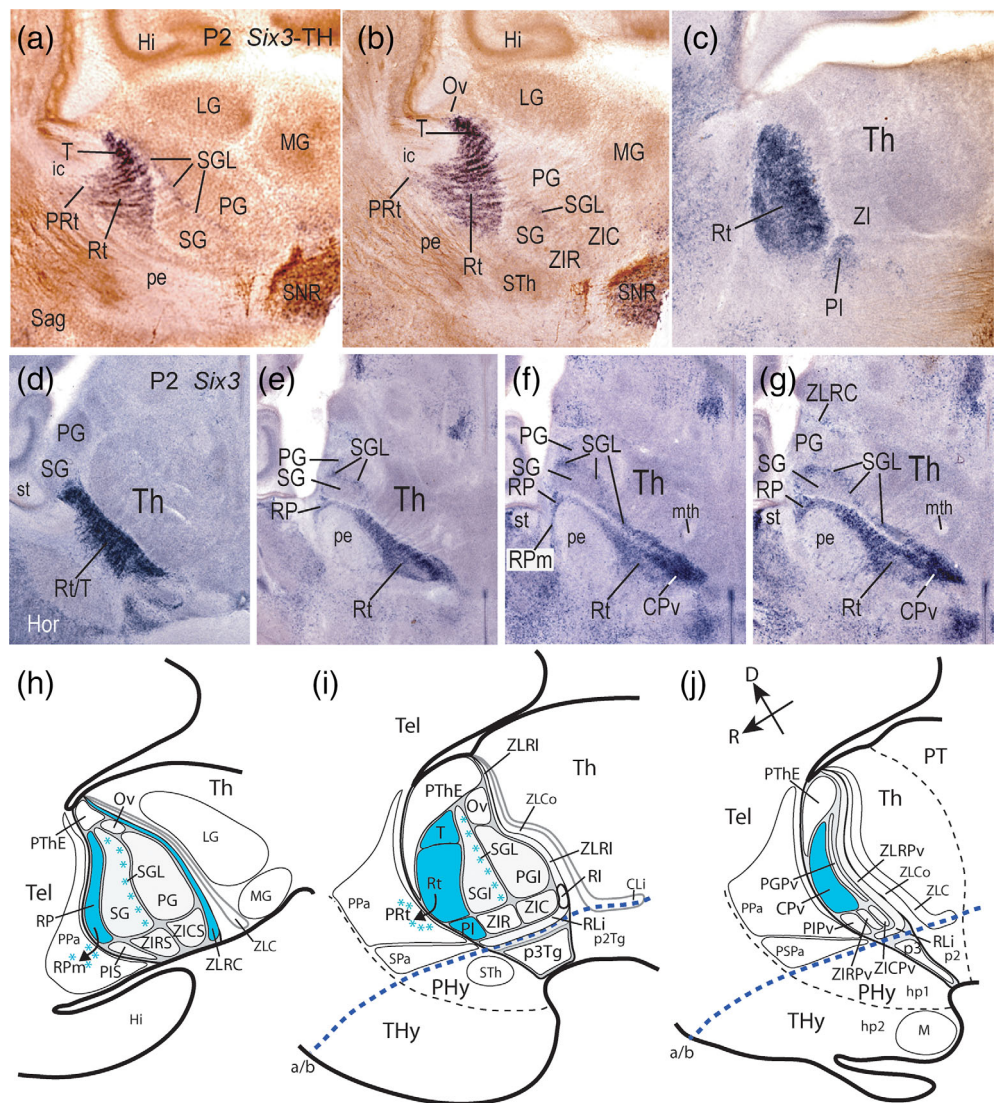 (a) Hi P2 Six3-TH
LG
MG
T
SGL
ic
PRt
PG
Rt
SG
pe
SNR
Sag
(b) Hi
Ov
LG
T
MG
ic
PG
PRt
SGL
SG
ZIC
pe
Rt
ZIR
STh
SNR
(c)
Th
Rt
ZI
PI
(d) P2 Six3
PG
SG
st
Th
Rt/T
Hor
(e)
PG
SGL
SG
Th
RP
pe
Rt
(f)
PG
SGL
SG
RP
Th
st
mth
pe
RPm
Rt
CPv
(g)
ZLRC
PG
SG
SGL
Th
RP
st
mth
pe
Rt
CPv
(h)
Th
Ov
PThE
LG
SGL
Tel
RP
SG
PG
MG
PPa
ZIRS
ZICS
RPm
PIS
ZLRC
ZLC
Hi
(i)
Tel
ZLRI
Th
PThE
Ov
ZLCo
T
SGL
ZLRI
Rt
PGI
RI
SGI
PPa
PRt
ZIC
CLi
ZIR
PI
RLi
p2Tg
SPa
p3Tg
STh
PHy
THy
a/b
(j)
D
R
PT
PThE
Th
Tel
ZLRPv
PGPv
ZLCo
CPv
ZLC
PPa
PIPv
RLi
PSPa
p3
p2
ZIRPv
ZICPv
PHy
hp1
THy
hp2
M
a/b